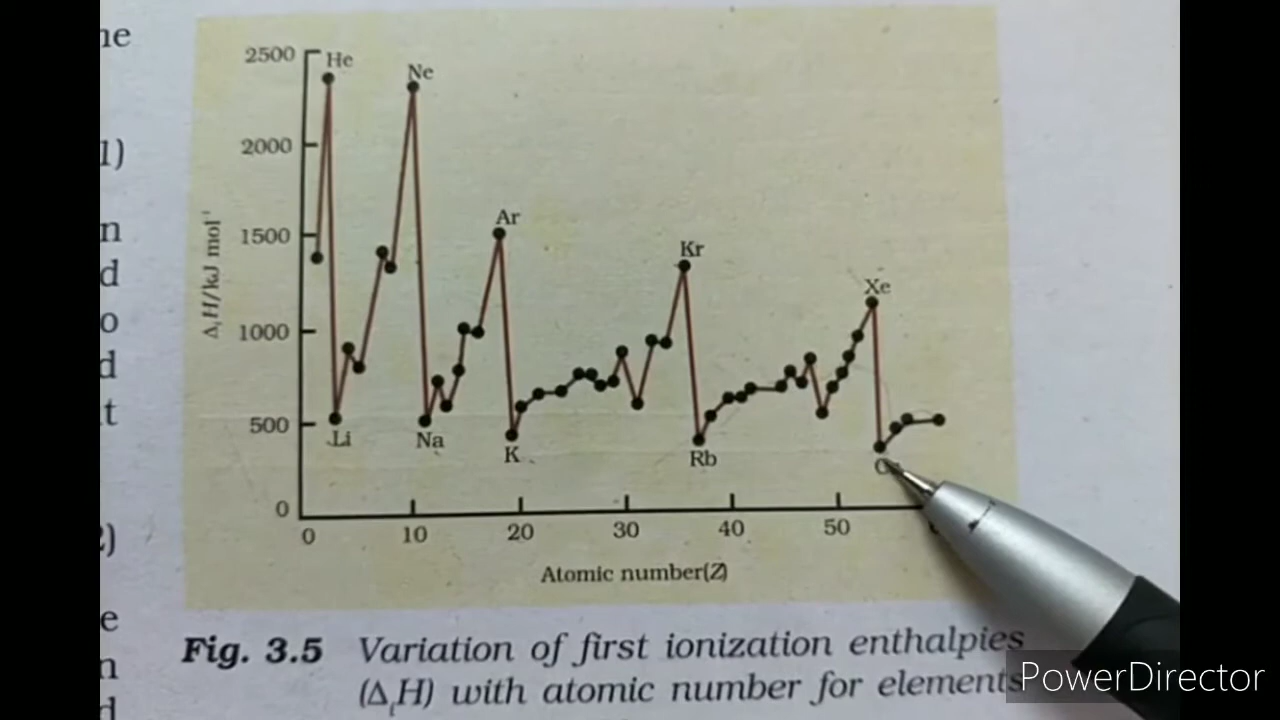 ne
1)
n
d
o
d
t
2)
e
n
d
2500
2000
1500
1000
500
0
ΔᵢH/kJ mol⁻¹
He
Ne
Ar
Kr
Xe
Li
Na
K
Rb
0 10 20 30 40 50
Atomic number(Z)
Fig. 3.5 Variation of first ionization enthalpies
(ΔᵢH) with atomic number for elements
PowerDirector